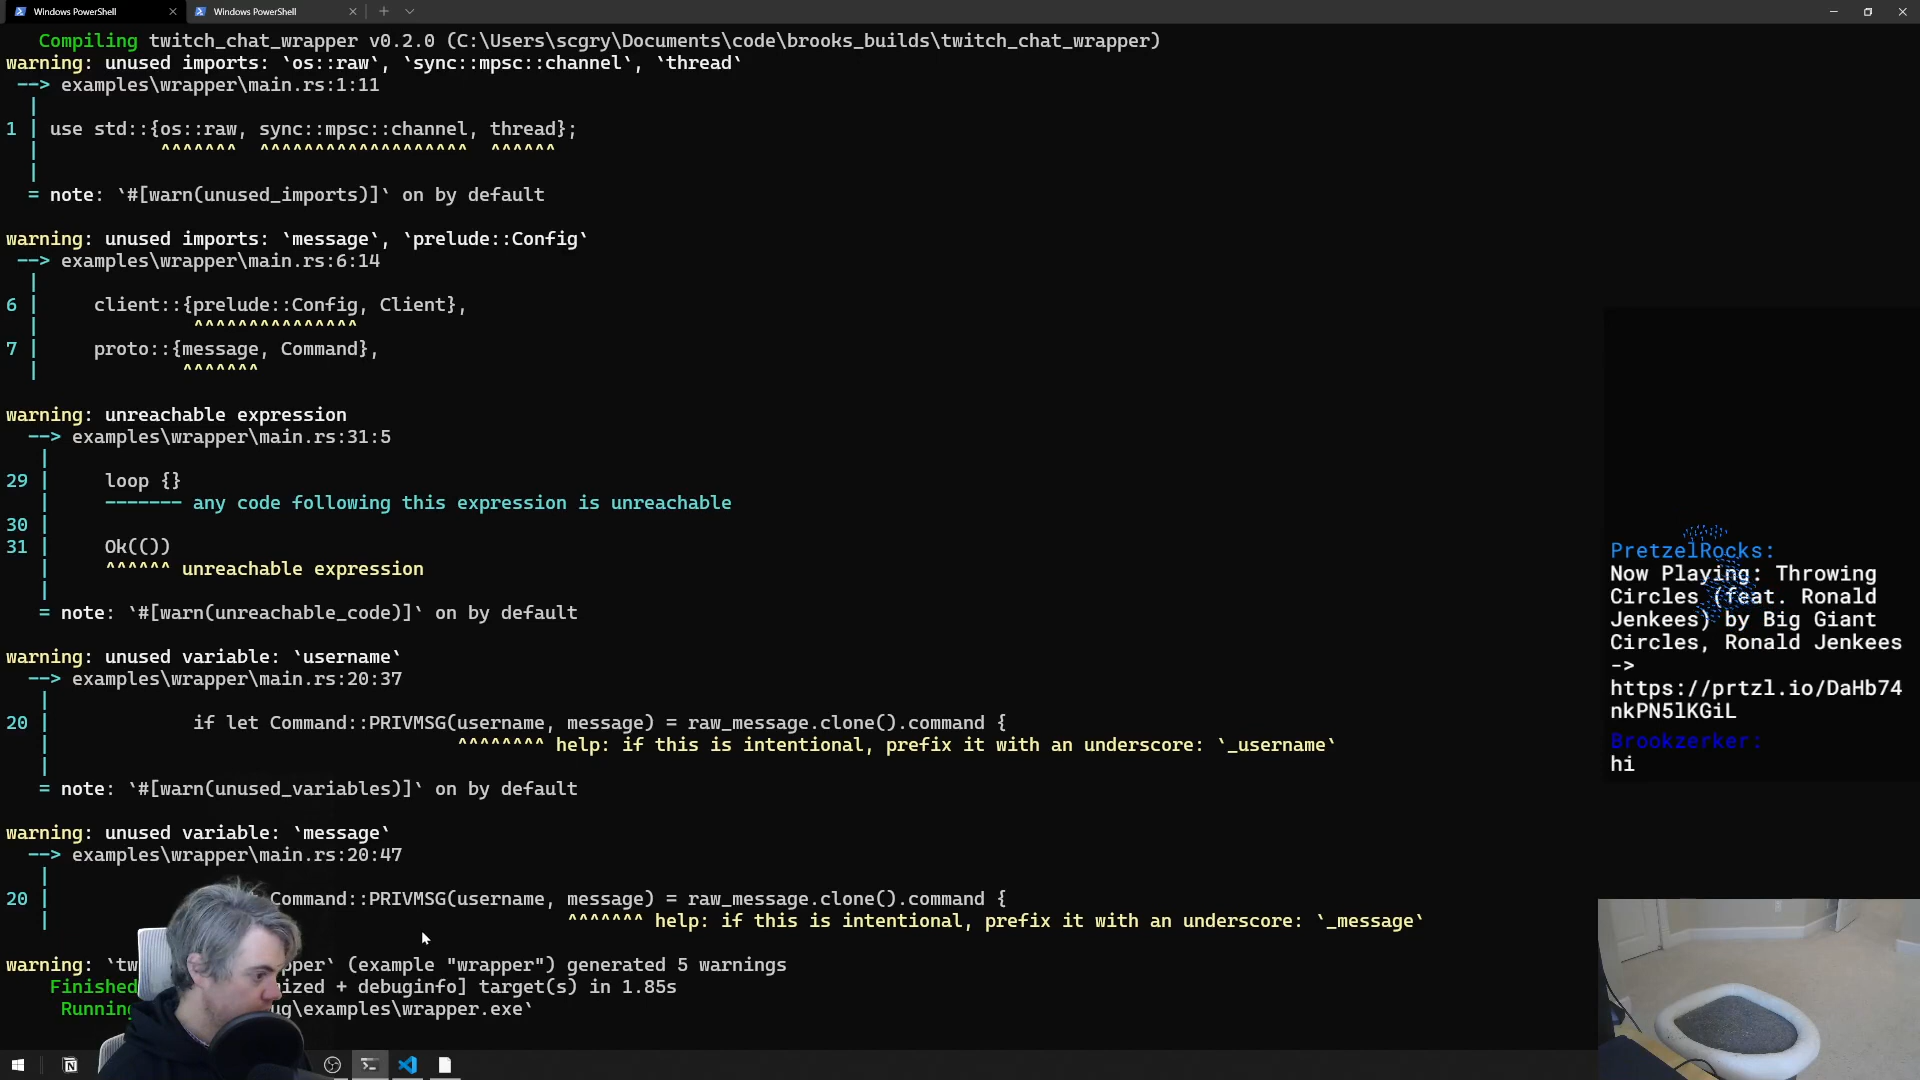 Windows PowerShell
Windows PowerShell
Compiling twitch_chat_wrapper v0.2.0 (C:\Users\scgry\Documents\code\brooks_builds\twitch_chat_wrapper)
warning: unused imports: `os::raw`, `sync::mpsc::channel`, `thread`
--> examples\wrapper\main.rs:1:11
|
1 | use std::{os::raw, sync::mpsc::channel, thread};
| ^^^^^^^ ^^^^^^^^^^^^^^^^^^^ ^^^^^^
|
= note: `#[warn(unused_imports)]` on by default
warning: unused imports: `message`, `prelude::Config`
--> examples\wrapper\main.rs:6:14
|
6 | client::{prelude::Config, Client},
| ^^^^^^^^^^^^^^^
7 | proto::{message, Command},
| ^^^^^^^
warning: unreachable expression
--> examples\wrapper\main.rs:31:5
|
29 | loop {}
| ------- any code following this expression is unreachable
30 |
31 | Ok(())
| ^^^^^^ unreachable expression
|
= note: `#[warn(unreachable_code)]` on by default
warning: unused variable: `username`
--> examples\wrapper\main.rs:20:37
|
20 | if let Command::PRIVMSG(username, message) = raw_message.clone().command {
| ^^^^^^^^ help: if this is intentional, prefix it with an underscore: `_username`
|
= note: `#[warn(unused_variables)]` on by default
warning: unused variable: `message`
--> examples\wrapper\main.rs:20:47
|
20 | Command::PRIVMSG(username, message) = raw_message.clone().command {
| ^^^^^^^ help: if this is intentional, prefix it with an underscore: `_message`
warning: `tw pper` (example "wrapper") generated 5 warnings
Finished ized + debuginfo] target(s) in 1.85s
Running ug\examples\wrapper.exe`
PretzelRocks:
Now Playing: Throwing
Circles (feat. Ronald
Jenkees) by Big Giant
Circles, Ronald Jenkees
->
https://prtzl.io/DaHb74
nkPN5lKGiL
Brookzerker:
hi